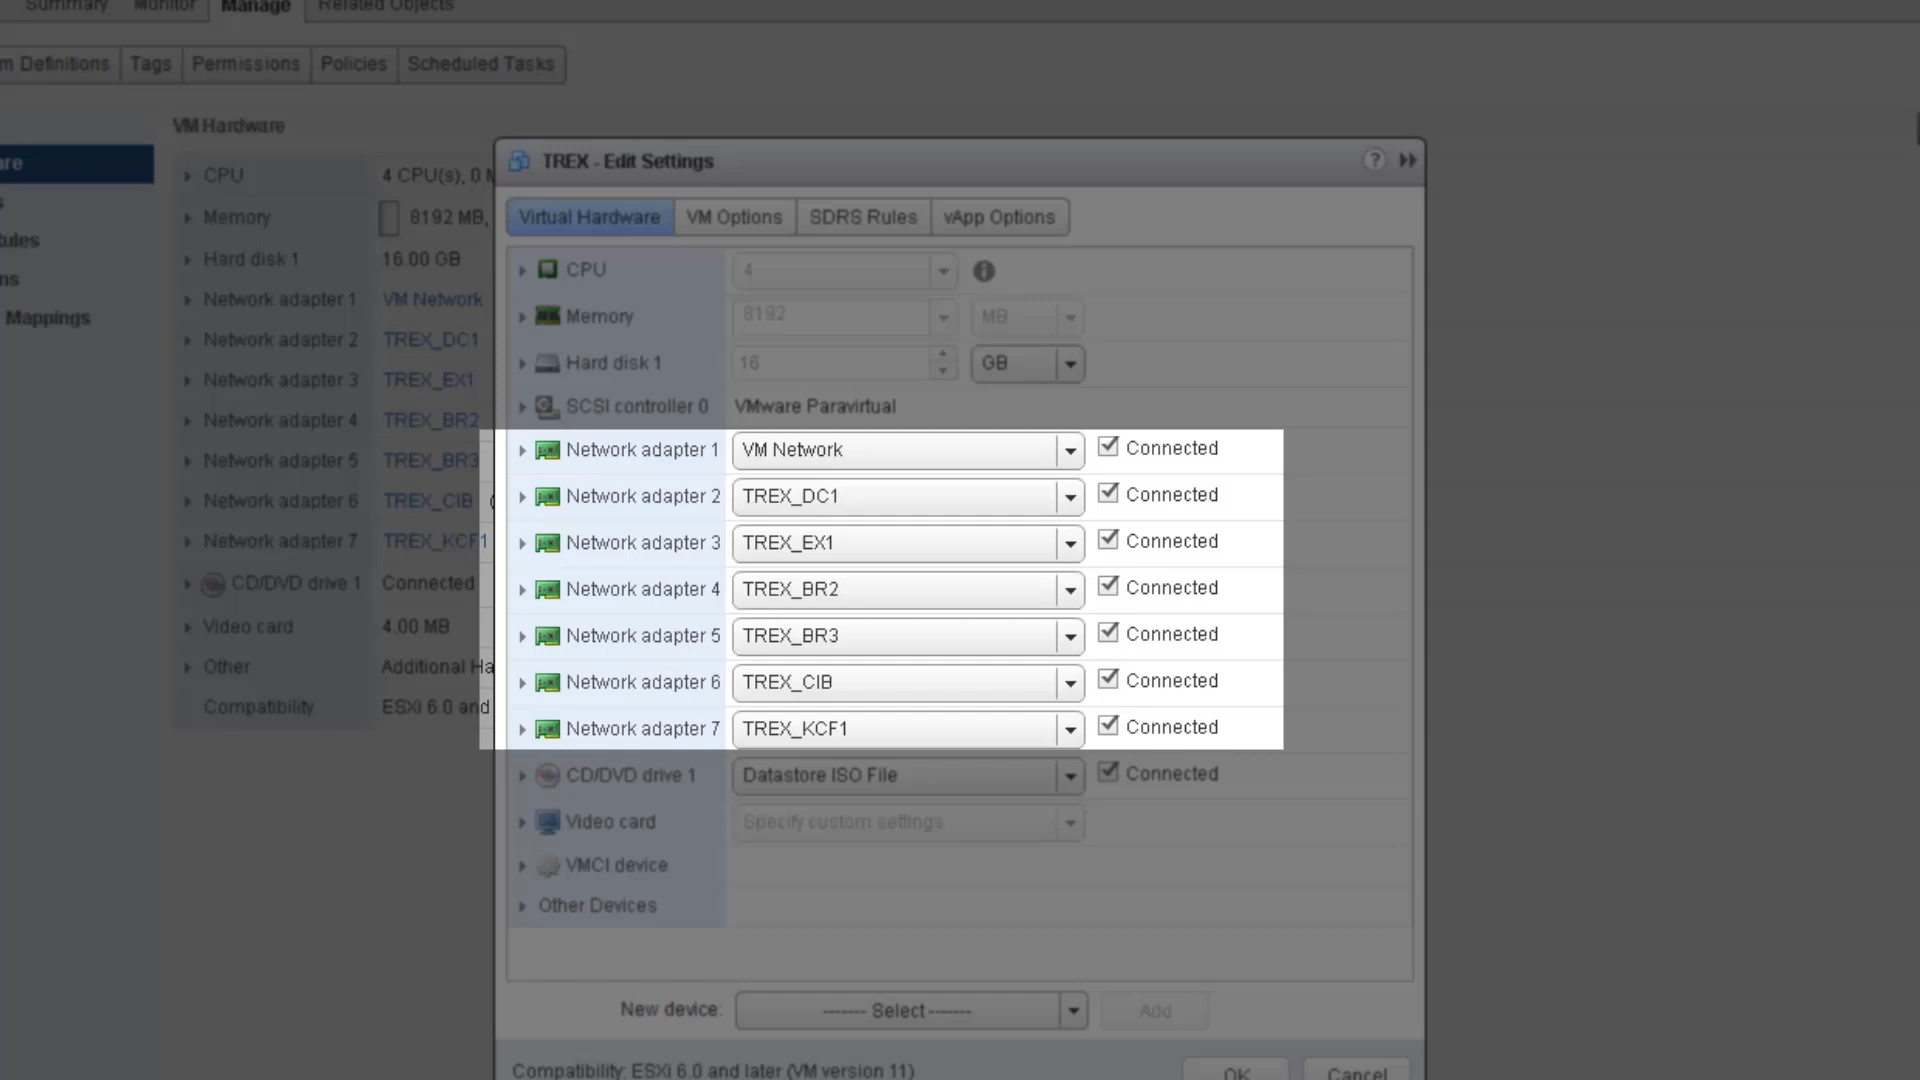 Summary Monitor Manage Related Objects
m Definitions Tags Permissions Policies Scheduled Tasks
VM Hardware
CPU 4 CPU(s), 0 M
Memory 8192 MB,
Hard disk 1 16.00 GB
Network adapter 1 VM Network
Network adapter 2 TREX_DC1
Network adapter 3 TREX_EX1
Network adapter 4 TREX_BR2
Network adapter 5 TREX_BR3
Network adapter 6 TREX_CIB (
Network adapter 7 TREX_KCF1
CD/DVD drive 1 Connected
Video card 4.00 MB
Other Additional Ha
Compatibility ESXi 6.0 and
are
s
Rules
ns
Mappings
TREX - Edit Settings ?
Virtual Hardware VM Options SDRS Rules vApp Options
CPU 4
Memory 8192 MB
Hard disk 1 16 GB
SCSI controller 0 VMware Paravirtual
Network adapter 1 VM Network Connected
Network adapter 2 TREX_DC1 Connected
Network adapter 3 TREX_EX1 Connected
Network adapter 4 TREX_BR2 Connected
Network adapter 5 TREX_BR3 Connected
Network adapter 6 TREX_CIB Connected
Network adapter 7 TREX_KCF1 Connected
CD/DVD drive 1 Datastore ISO File Connected
Video card Specify custom settings
VMCI device
Other Devices
New device: ------- Select ------- Add
Compatibility: ESXi 6.0 and later (VM version 11) OK Cancel